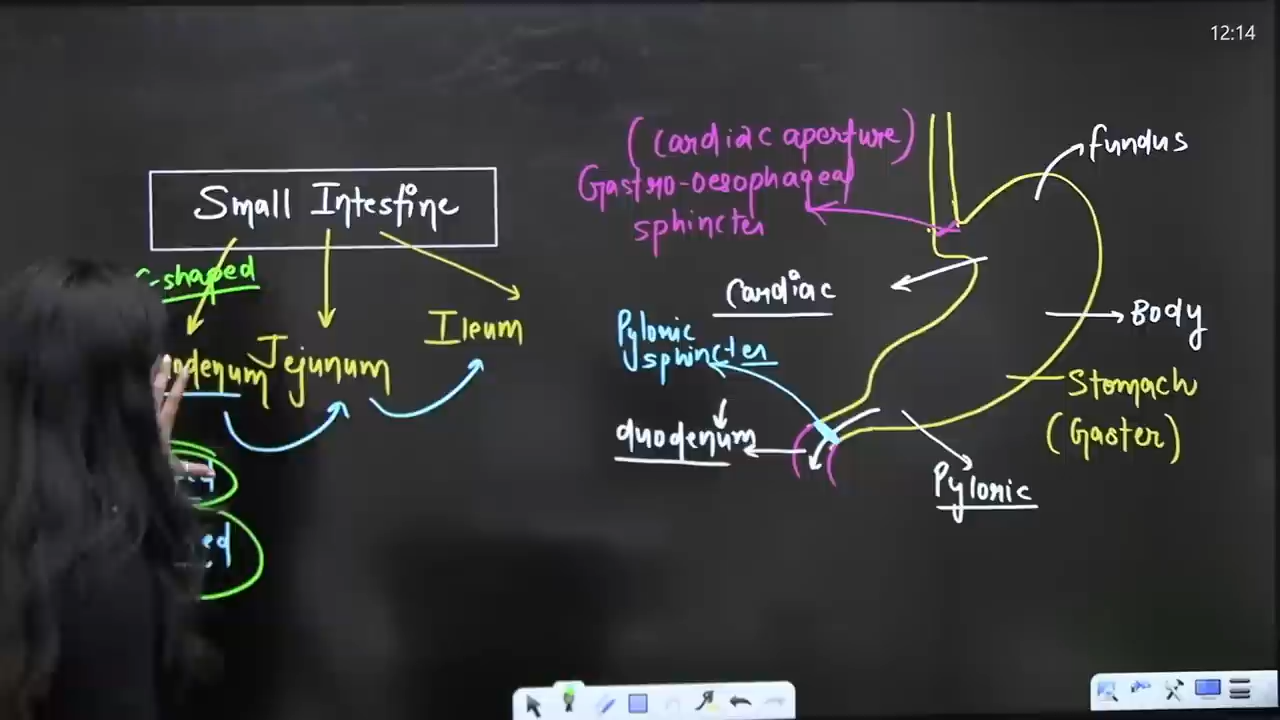 12:14
Small Intestine
C-shaped
Jejunum
Ileum
(Cardiac aperture)
Gastro-oesophageal
sphincter
Cardiac
Pyloric
sphincter
duodenum
fundus
Body
Stomach
(Gaster)
Pyloric